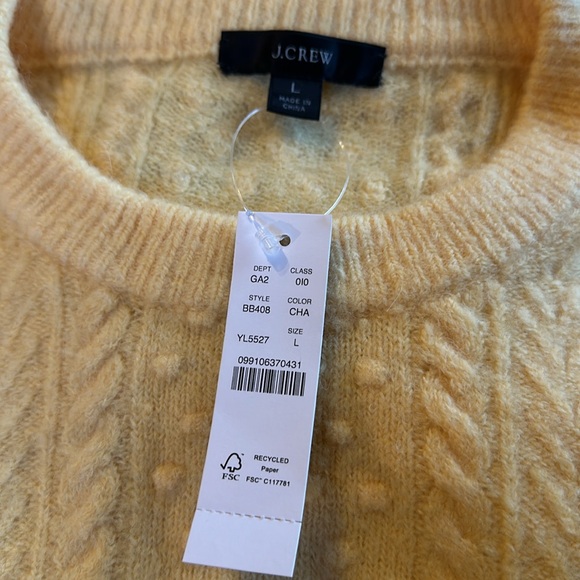 J.CREW
L
MADE IN
CHINA
DEPT CLASS
GA2 010
STYLE COLOR
BB408 CHA
SIZE
YL5527 L
099106370431
RECYCLED
Paper
FSC
FSC® C117781